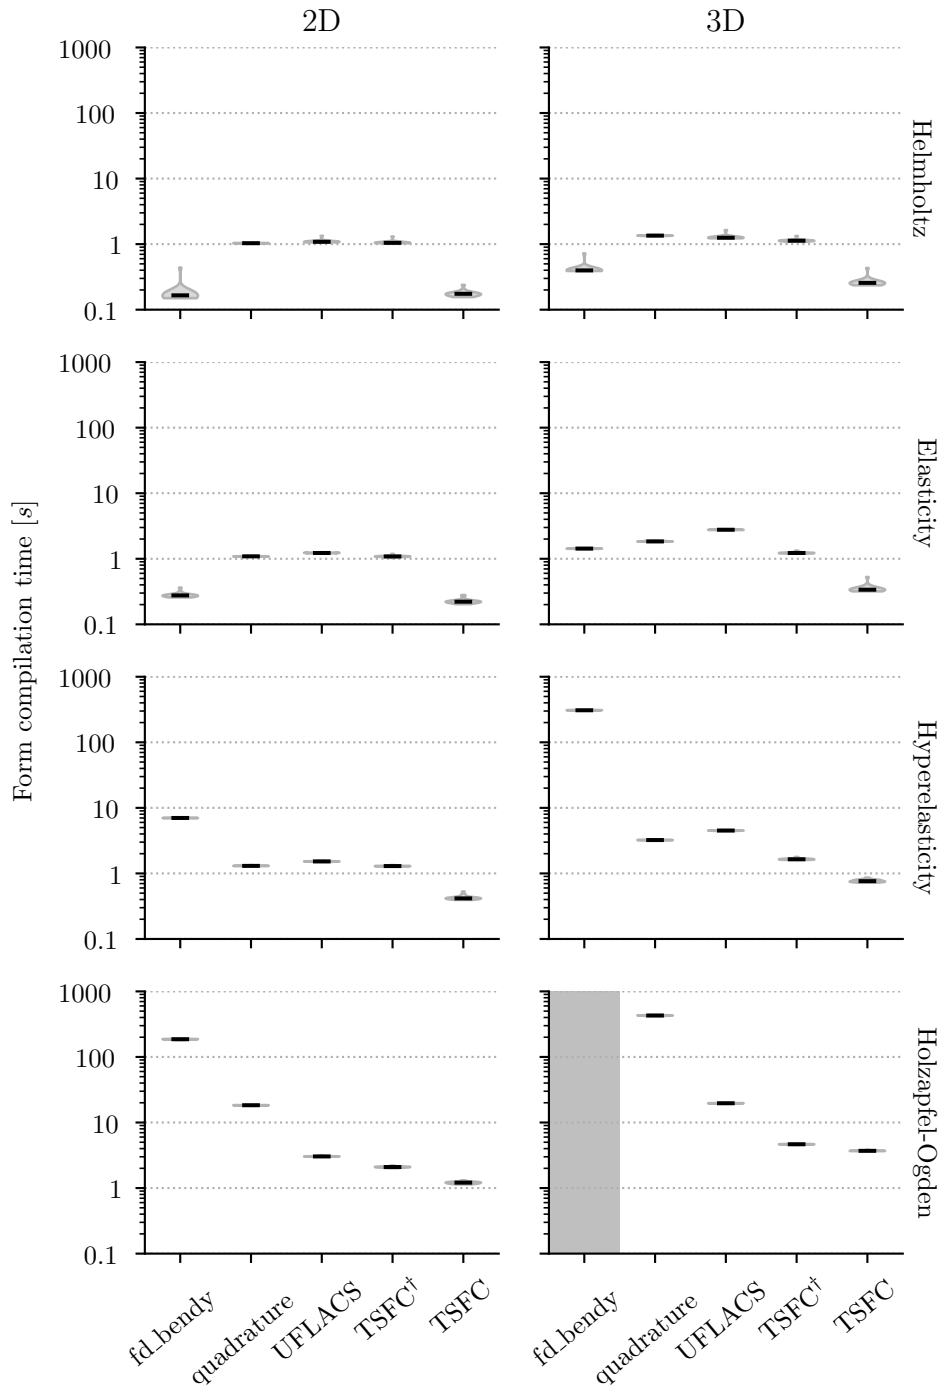 2D
3D
1000
100
10
1
0.1
Helmholtz
1000
100
10
1
0.1
Elasticity
Form compilation time [s]
1000
100
10
1
0.1
Hyperelasticity
1000
100
10
1
0.1
Holzapfel-Ogden
fd_bendy
quadrature
UFLACS
TSFC†
TSFC
fd_bendy
quadrature
UFLACS
TSFC†
TSFC